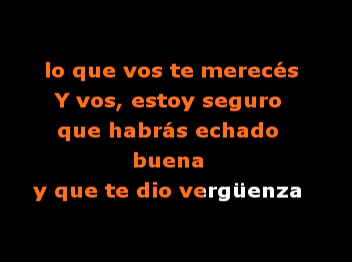 lo que vos te merecés
Y vos, estoy seguro
que habrás echado
buena
y que te dio vergüenza